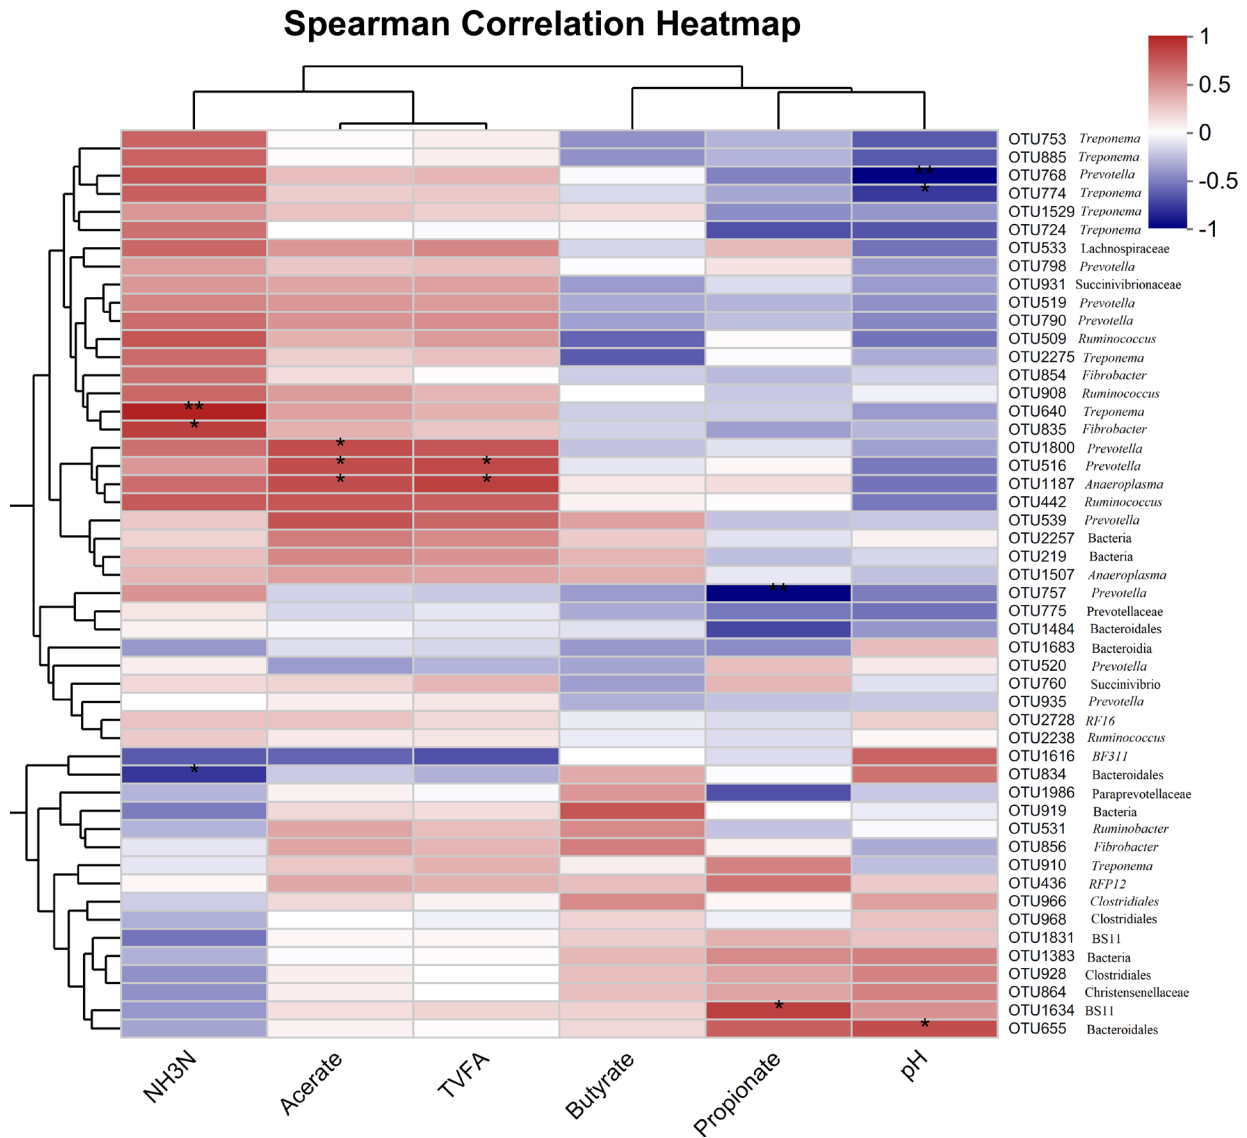 Spearman Correlation Heatmap
1
0.5
0
-0.5
-1
OTU753 Treponema
OTU885 Treponema
** OTU768 Prevotella
* OTU774 Treponema
OTU1529 Treponema
OTU724 Treponema
OTU533 Lachnospiraceae
OTU798 Prevotella
OTU931 Succinivibrionaceae
OTU519 Prevotella
OTU790 Prevotella
OTU509 Ruminococcus
OTU2275 Treponema
OTU854 Fibrobacter
OTU908 Ruminococcus
** OTU640 Treponema
* OTU835 Fibrobacter
* OTU1800 Prevotella
* * OTU516 Prevotella
* * OTU1187 Anaeroplasma
OTU442 Ruminococcus
OTU539 Prevotella
OTU2257 Bacteria
OTU219 Bacteria
OTU1507 Anaeroplasma
** OTU757 Prevotella
OTU775 Prevotellaceae
OTU1484 Bacteroidales
OTU1683 Bacteroidia
OTU520 Prevotella
OTU760 Succinivibrio
OTU935 Prevotella
OTU2728 RF16
OTU2238 Ruminococcus
OTU1616 BF311
* OTU834 Bacteroidales
OTU1986 Paraprevotellaceae
OTU919 Bacteria
OTU531 Ruminobacter
OTU856 Fibrobacter
OTU910 Treponema
OTU436 RFP12
OTU966 Clostridiales
OTU968 Clostridiales
OTU1831 BS11
OTU1383 Bacteria
OTU928 Clostridiales
OTU864 Christensenellaceae
* OTU1634 BS11
* OTU655 Bacteroidales
NH3N Acerate TVFA Butyrate Propionate pH